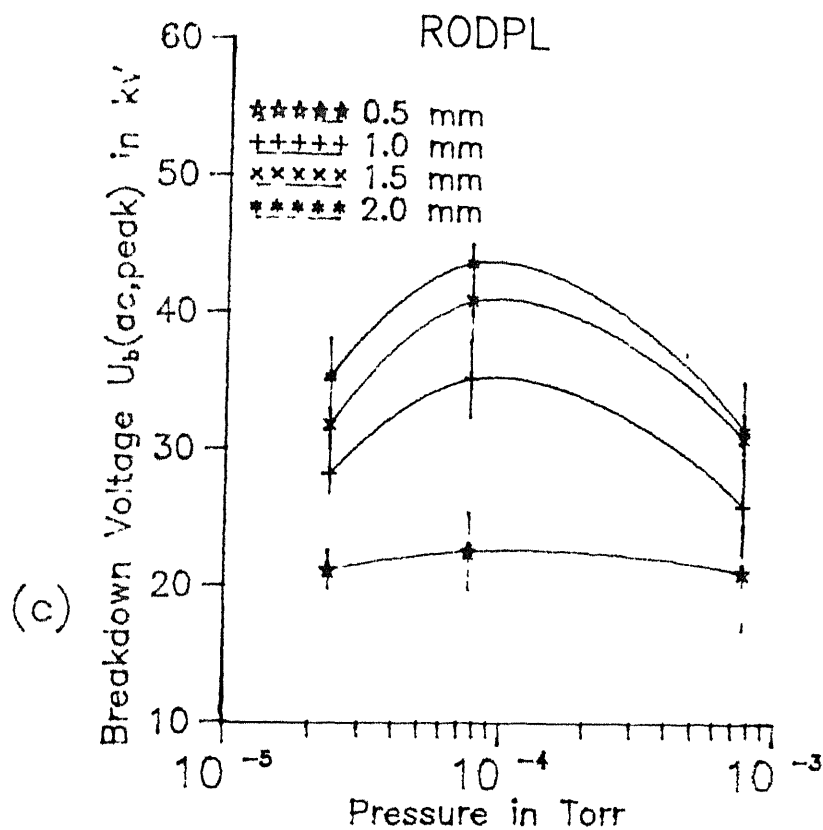 RODPL
60
50
40
30
20
10
Breakdown Voltage U_b(ac,peak) in kV
0.5 mm
1.0 mm
1.5 mm
2.0 mm
(c)
10⁻⁵ 10⁻⁴ 10⁻³
Pressure in Torr